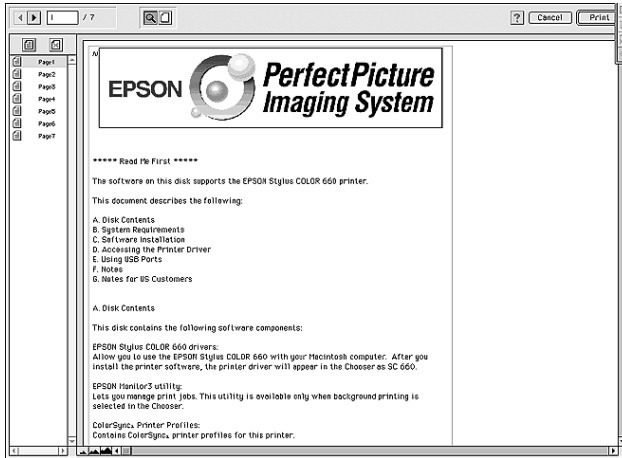 1 / 7
? Cancel Print
Page1
Page2
Page3
Page4
Page5
Page6
Page7
EPSON PerfectPicture
Imaging System
***** Read Me First *****
The software on this disk supports the EPSON Stylus COLOR 660 printer.
This document describes the following:
A. Disk Contents
B. System Requirements
C. Software Installation
D. Accessing the Printer Driver
E. Using USB Ports
F. Notes
G. Notes for US Customers
A. Disk Contents
This disk contains the following software components:
EPSON Stylus COLOR 660 drivers:
Allow you to use the EPSON Stylus COLOR 660 with your Macintosh computer. After you
install the printer software, the printer driver will appear in the Chooser as SC 660.
EPSON Monitor3 utility:
Lets you manage print jobs. This utility is available only when background printing is
selected in the Chooser.
ColorSync Printer Profiles:
Contains ColorSync printer profiles for this printer.